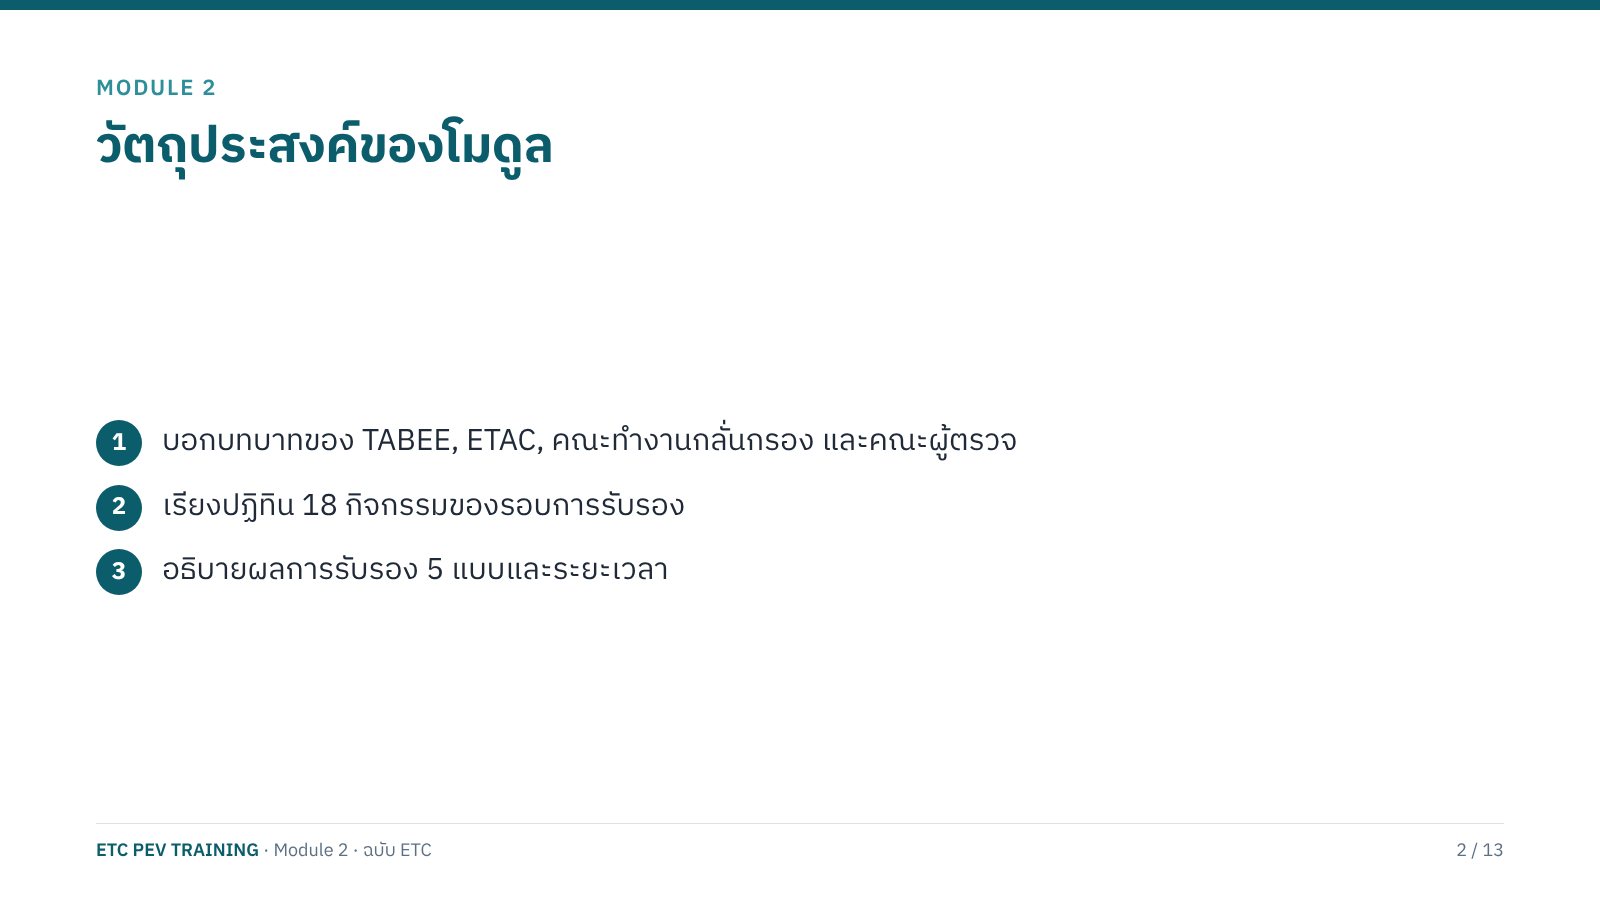 MODULE 2
วัตถุประสงค์ของโมดูล
1 บอกบทบาทของ TABEE, ETAC, คณะทำงานกลั่นกรอง และคณะผู้ตรวจ
2 เรียงปฏิทิน 18 กิจกรรมของรอบการรับรอง
3 อธิบายผลการรับรอง 5 แบบและระยะเวลา
ETC PEV TRAINING · Module 2 · ฉบับ ETC
2 / 13